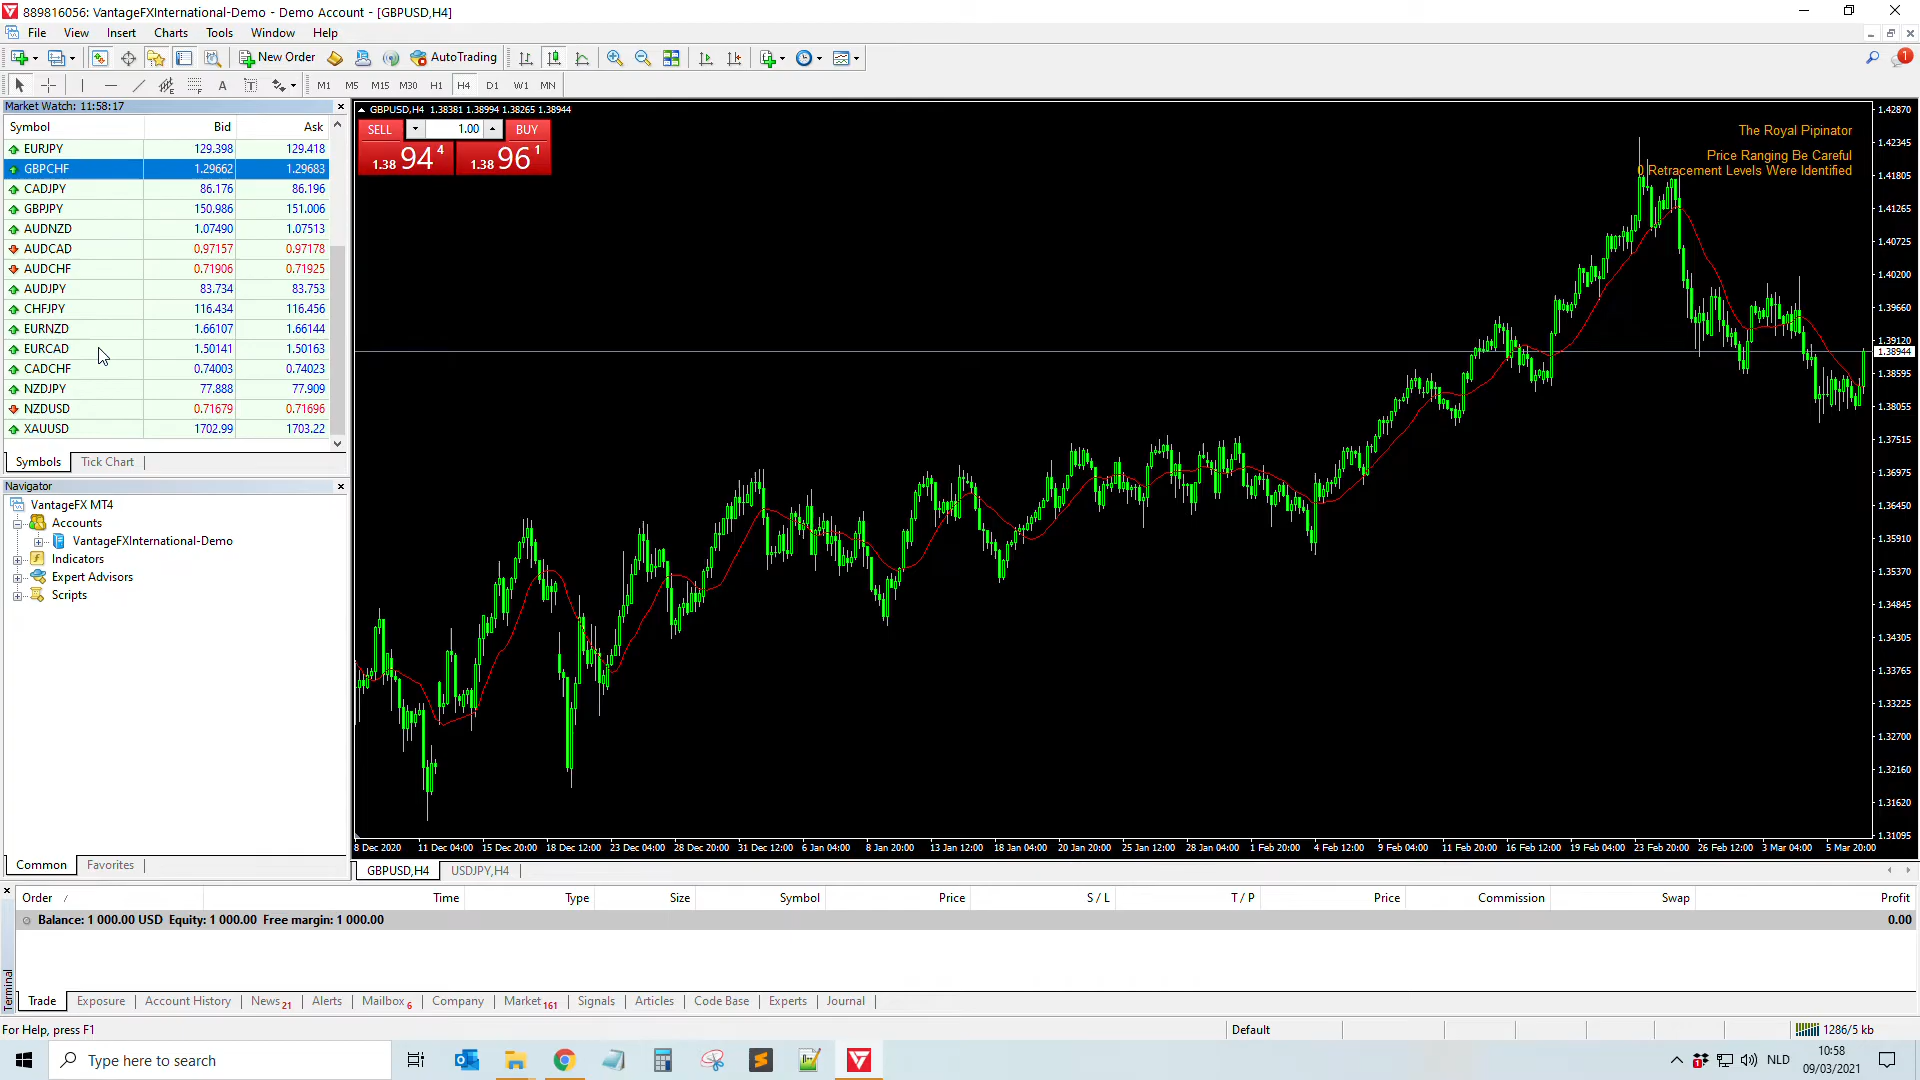 889816056: VantageFXInternational-Demo - Demo Account - [GBPUSD,H4]
File View Insert Charts Tools Window Help
New Order AutoTrading 1
A T M1 M5 M15 M30 H1 H4 D1 W1 MN
Market Watch: 11:58:17
Symbol Bid Ask
EURJPY 129.398 129.418
GBPCHF 1.29662 1.29683
CADJPY 86.176 86.196
GBPJPY 150.986 151.006
AUDNZD 1.07490 1.07513
AUDCAD 0.97157 0.97178
AUDCHF 0.71906 0.71925
AUDJPY 83.734 83.753
CHFJPY 116.434 116.456
EURNZD 1.66107 1.66144
EURCAD 1.50141 1.50163
CADCHF 0.74003 0.74023
NZDJPY 77.888 77.909
NZDUSD 0.71679 0.71696
XAUUSD 1702.99 1703.22
Symbols Tick Chart
Navigator
VantageFX MT4
Accounts
VantageFXInternational-Demo
Indicators
Expert Advisors
Scripts
Common Favorites
GBPUSD,H4 1.38381 1.38994 1.38265 1.38944
SELL 1.00 BUY
1.38 94 4 1.38 96 1
The Royal Pipinator
Price Ranging Be Careful
0 Retracement Levels Were Identified
1.42870
1.42345
1.41805
1.41265
1.40725
1.40200
1.39660
1.39120
1.38944
1.38595
1.38055
1.37515
1.36975
1.36450
1.35910
1.35370
1.34845
1.34305
1.33765
1.33225
1.32700
1.32160
1.31620
1.31095
8 Dec 2020 11 Dec 04:00 15 Dec 20:00 18 Dec 12:00 23 Dec 04:00 28 Dec 20:00 31 Dec 12:00 6 Jan 04:00 8 Jan 20:00 13 Jan 12:00 18 Jan 04:00 20 Jan 20:00 25 Jan 12:00 28 Jan 04:00 1 Feb 20:00 4 Feb 12:00 9 Feb 04:00 11 Feb 20:00 16 Feb 12:00 19 Feb 04:00 23 Feb 20:00 26 Feb 12:00 3 Mar 04:00 5 Mar 20:00
GBPUSD,H4 USDJPY,H4
Order / Time Type Size Symbol Price S / L T / P Price Commission Swap Profit
Balance: 1 000.00 USD Equity: 1 000.00 Free margin: 1 000.00 0.00
Terminal
Trade Exposure Account History News 21 Alerts Mailbox 6 Company Market 161 Signals Articles Code Base Experts Journal
For Help, press F1 Default 1286/5 kb
Type here to search NLD 10:58
09/03/2021